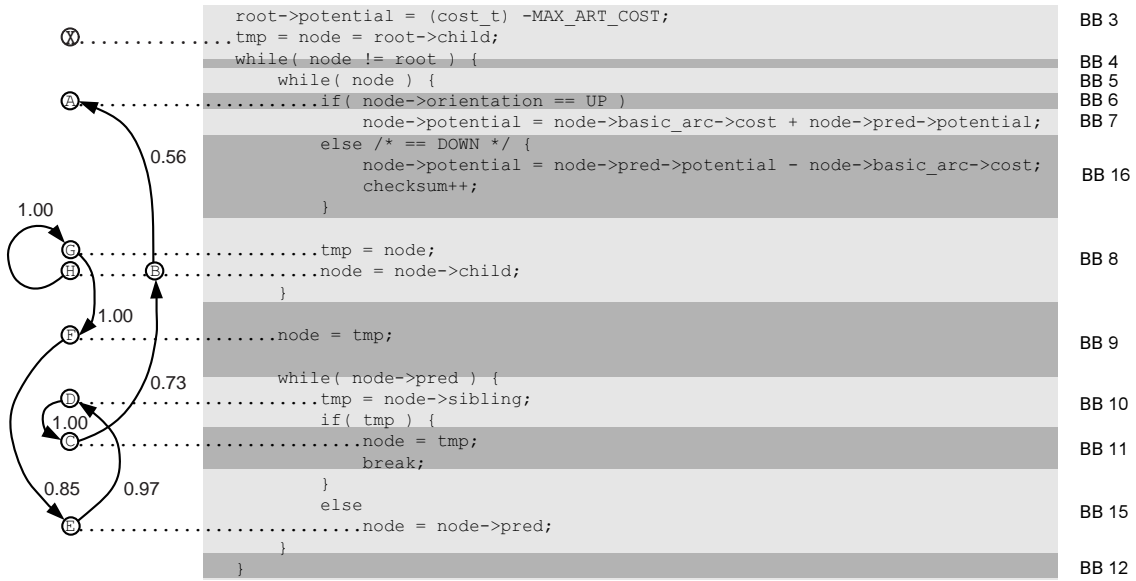 root->potential = (cost_t) -MAX_ART_COST; BB 3
X..............tmp = node = root->child;
while( node != root ) { BB 4
while( node ) { BB 5
A.......................if( node->orientation == UP ) BB 6
node->potential = node->basic_arc->cost + node->pred->potential; BB 7
else /* == DOWN */ {
0.56
node->potential = node->pred->potential - node->basic_arc->cost; BB 16
checksum++;
}
1.00
G.......................tmp = node; BB 8
H.......B...............node = node->child;
}
1.00
F...................node = tmp; BB 9
while( node->pred ) {
0.73
D.......................tmp = node->sibling; BB 10
1.00
if( tmp ) {
C...........................node = tmp; BB 11
break;
}
0.85 0.97
else BB 15
E...........................node = node->pred;
}
} BB 12